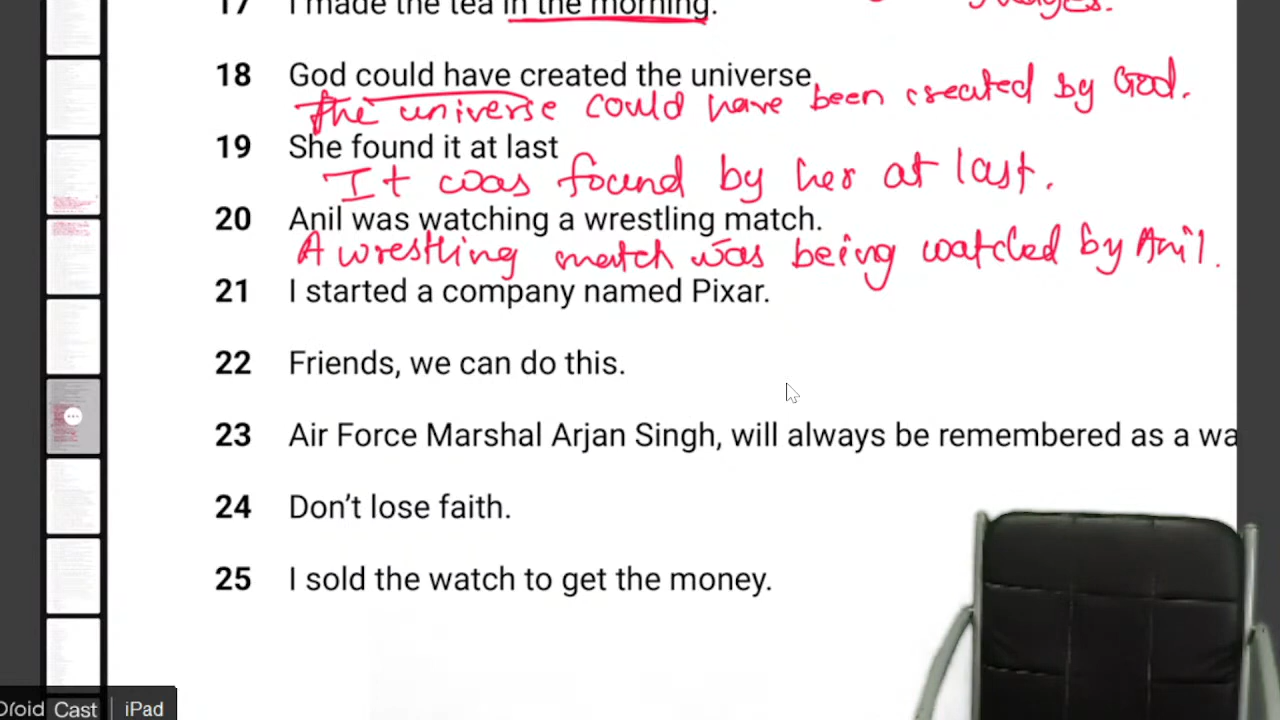 17 I made the tea in the morning.
18 God could have created the universe
The universe could have been created by God.
19 She found it at last
It was found by her at last.
20 Anil was watching a wrestling match.
A wrestling match was being watched by Anil.
21 I started a company named Pixar.
22 Friends, we can do this.
23 Air Force Marshal Arjan Singh, will always be remembered as a wa
24 Don't lose faith.
25 I sold the watch to get the money.
Droid Cast | iPad